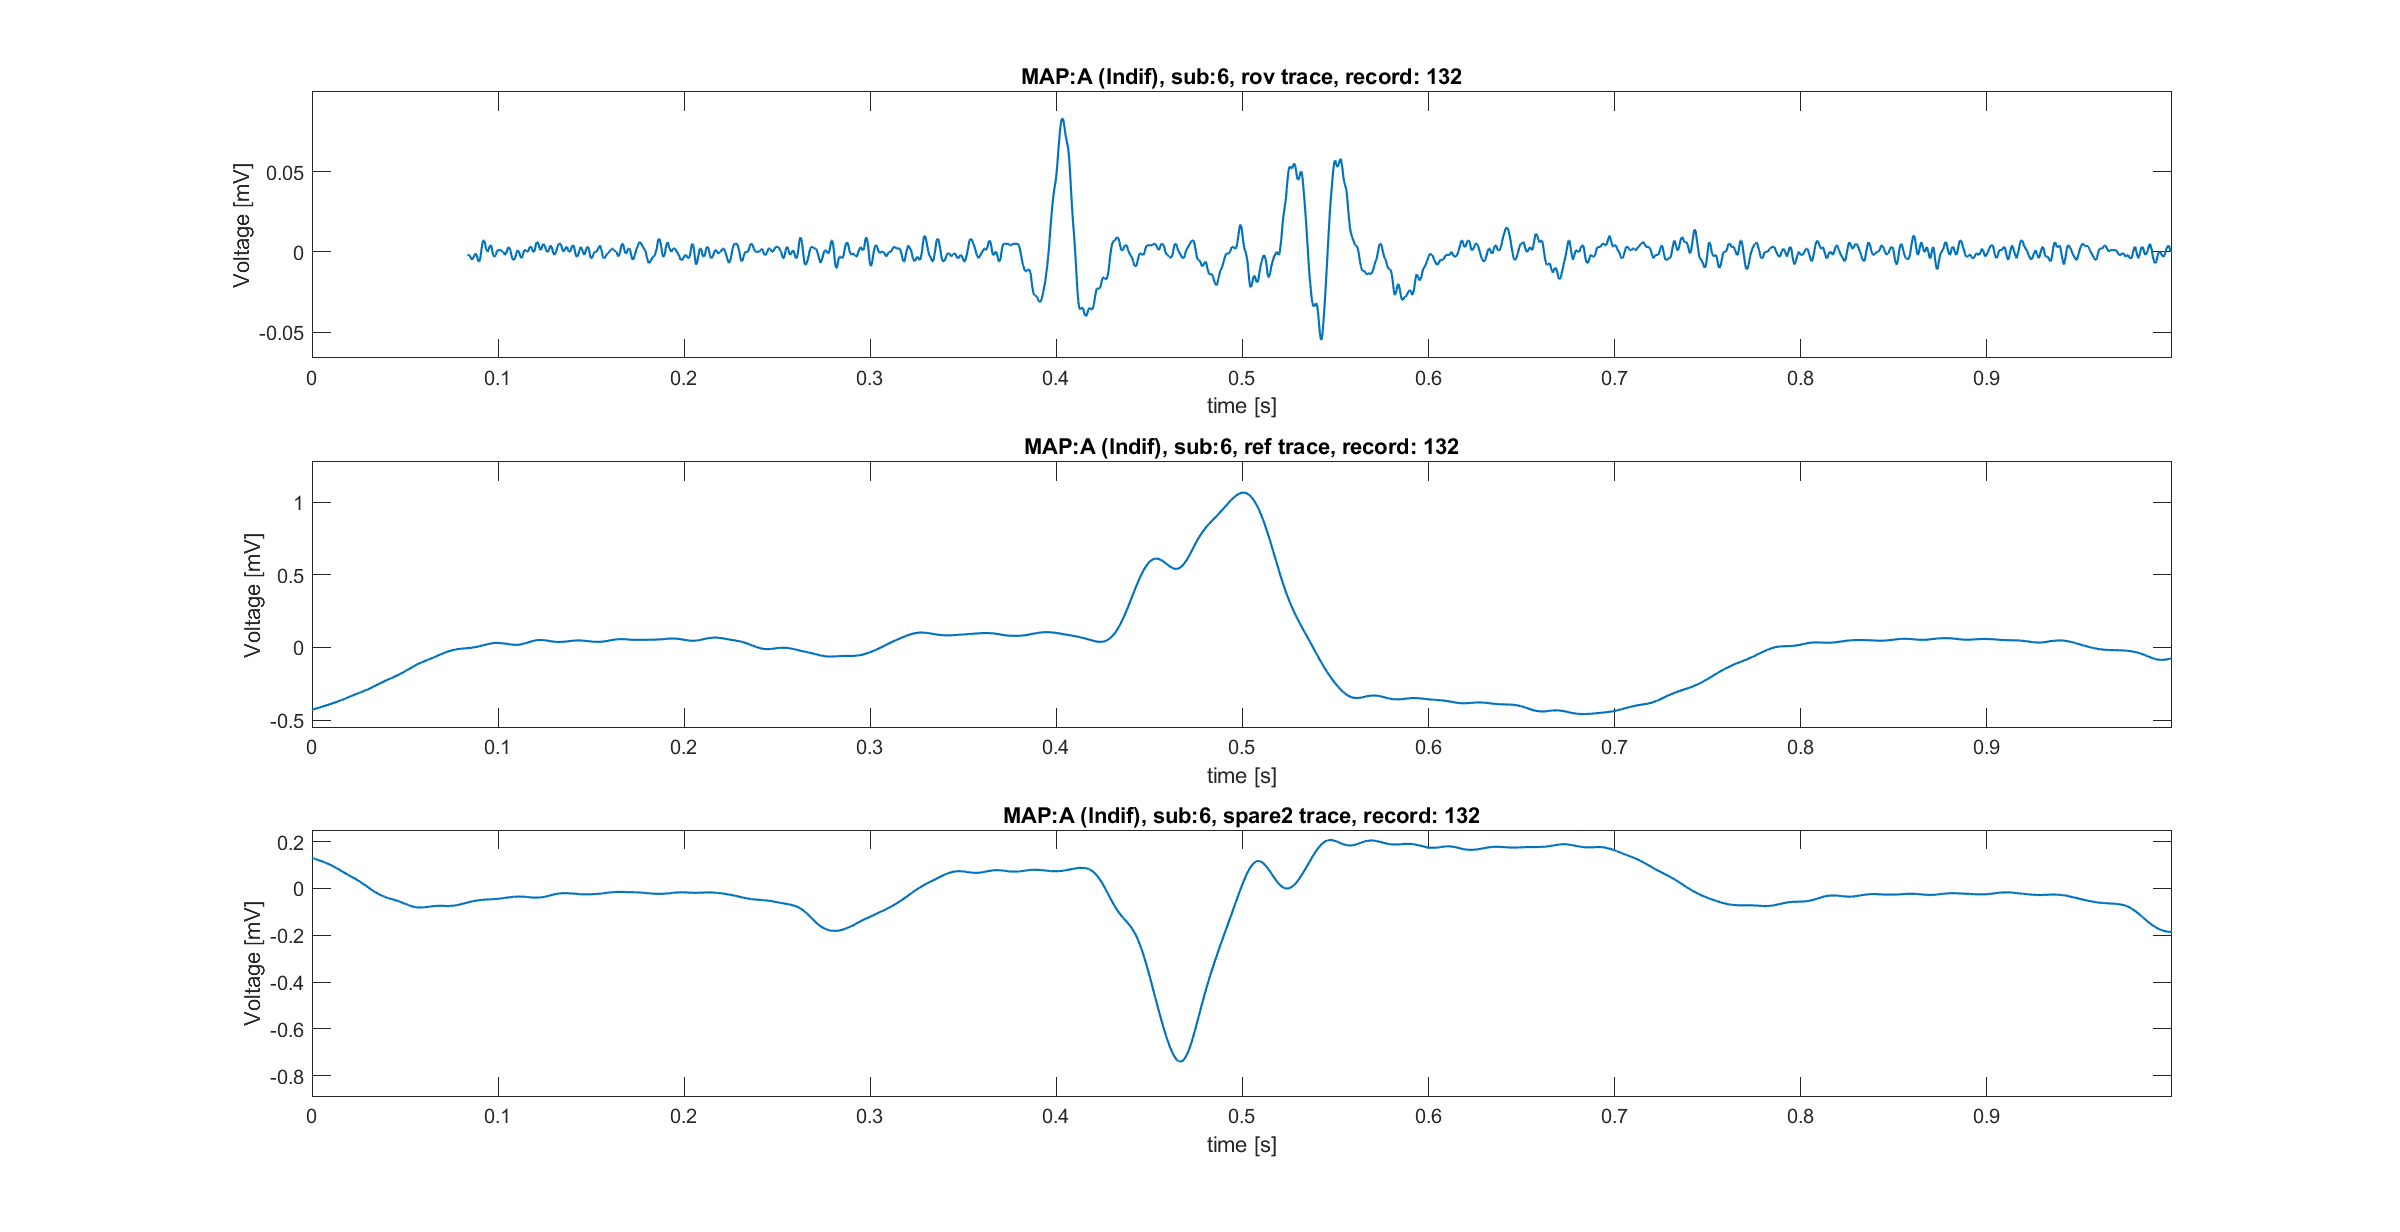 MAP:A (Indif), sub:6, rov trace, record: 132
Voltage [mV]
0.05
0
-0.05
0 0.1 0.2 0.3 0.4 0.5 0.6 0.7 0.8 0.9
time [s]
MAP:A (Indif), sub:6, ref trace, record: 132
Voltage [mV]
1
0.5
0
-0.5
0 0.1 0.2 0.3 0.4 0.5 0.6 0.7 0.8 0.9
time [s]
MAP:A (Indif), sub:6, spare2 trace, record: 132
Voltage [mV]
0.2
0
-0.2
-0.4
-0.6
-0.8
0 0.1 0.2 0.3 0.4 0.5 0.6 0.7 0.8 0.9
time [s]